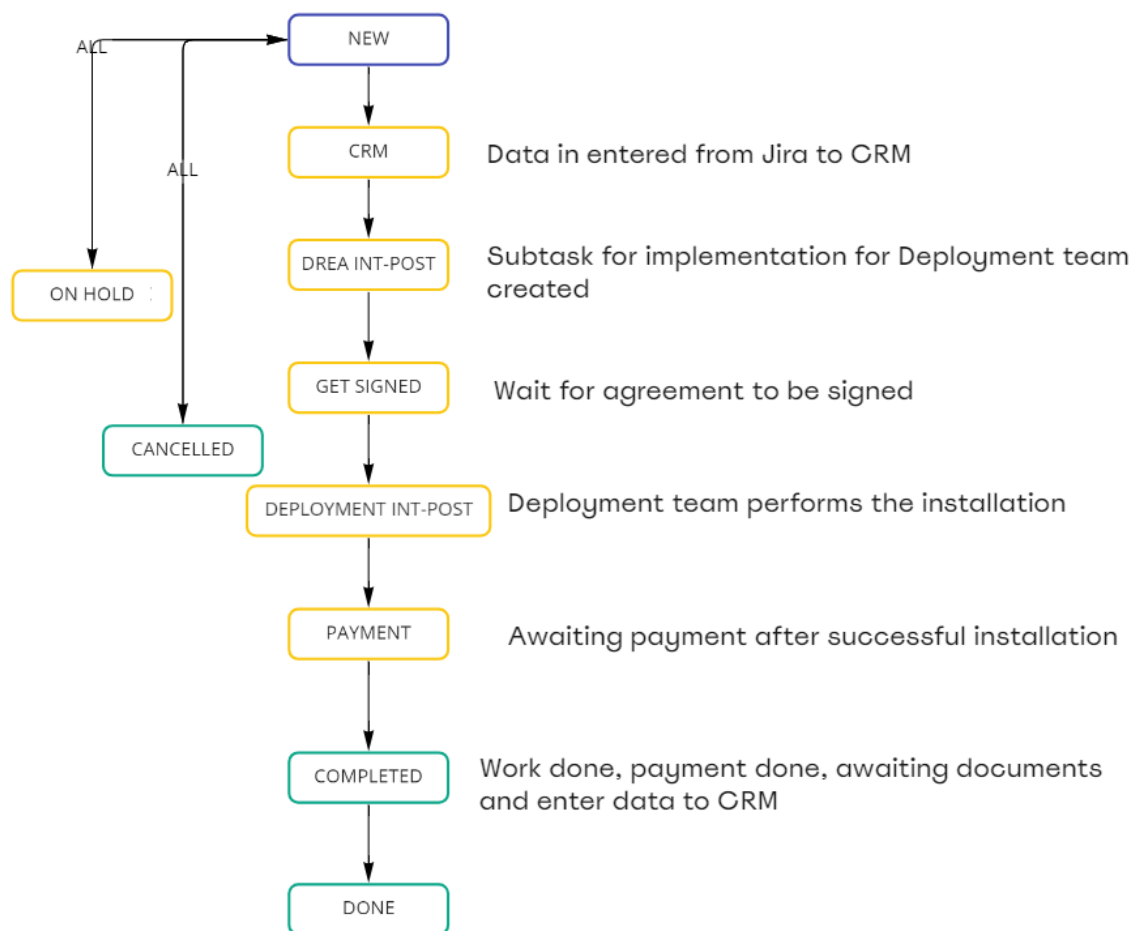 NEW
ALL
CRM
Data in entered from Jira to CRM
ALL
DREA INT-POST
Subtask for implementation for Deployment team
created
ON HOLD
GET SIGNED
Wait for agreement to be signed
CANCELLED
DEPLOYMENT INT-POST
Deployment team performs the installation
PAYMENT
Awaiting payment after successful installation
COMPLETED
Work done, payment done, awaiting documents
and enter data to CRM
DONE